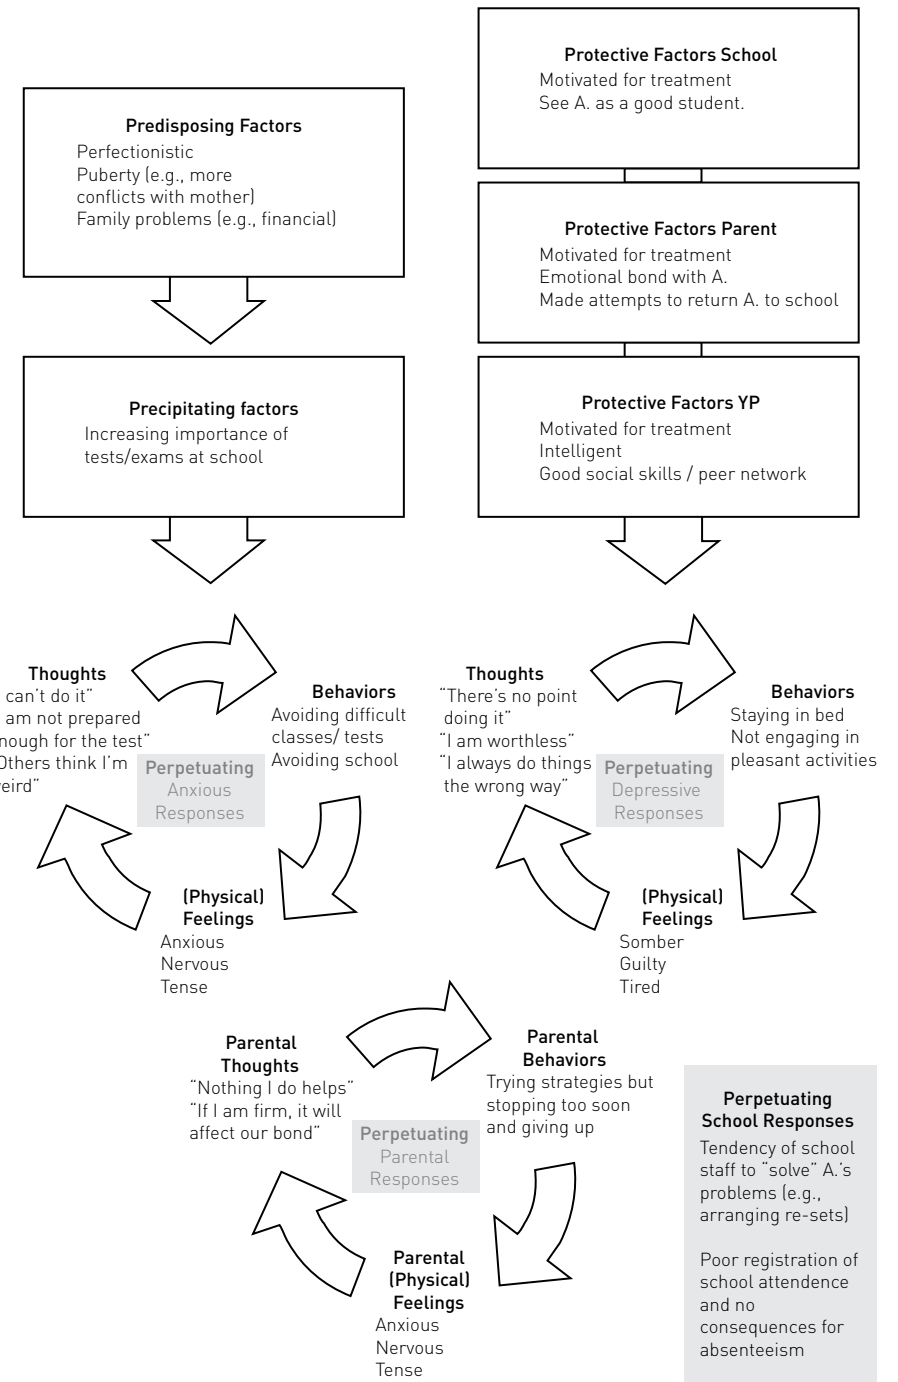 Predisposing Factors
Perfectionistic
Puberty (e.g., more
conflicts with mother)
Family problems (e.g., financial)
Precipitating factors
Increasing importance of
tests/exams at school
Protective Factors School
Motivated for treatment
See A. as a good student.
Protective Factors Parent
Motivated for treatment
Emotional bond with A.
Made attempts to return A. to school
Protective Factors YP
Motivated for treatment
Intelligent
Good social skills / peer network
Thoughts
can't do it”
am not prepared
nough for the test”
Others think I'm
eird”
Behaviors
Avoiding difficult
classes/ tests
Avoiding school
Perpetuating
Anxious
Responses
(Physical)
Feelings
Anxious
Nervous
Tense
Thoughts
“There's no point
doing it”
“I am worthless”
“I always do things
the wrong way”
Behaviors
Staying in bed
Not engaging in
pleasant activities
Perpetuating
Depressive
Responses
(Physical)
Feelings
Somber
Guilty
Tired
Parental
Thoughts
“Nothing I do helps”
“If I am firm, it will
affect our bond”
Parental
Behaviors
Trying strategies but
stopping too soon
and giving up
Perpetuating
Parental
Responses
Parental
(Physical)
Feelings
Anxious
Nervous
Tense
Perpetuating
School Responses
Tendency of school
staff to “solve” A.'s
problems (e.g.,
arranging re-sets)
Poor registration of
school attendence
and no
consequences for
absenteeism